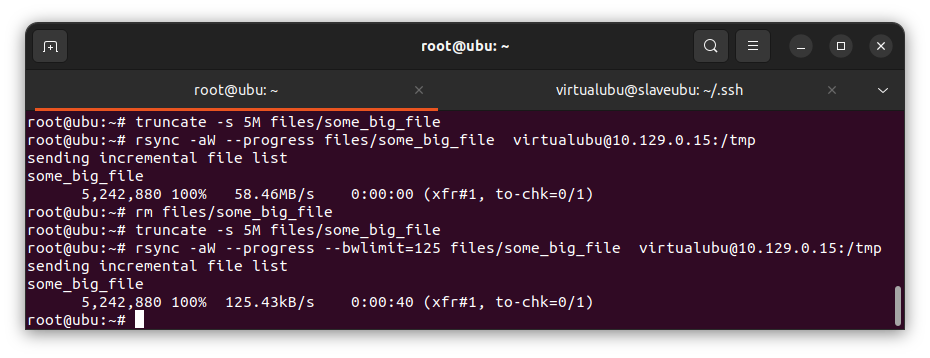 root@ubu: ~
root@ubu: ~
virtualubu@slaveubu: ~/.ssh
root@ubu:~# truncate -s 5M files/some_big_file
root@ubu:~# rsync -aW --progress files/some_big_file  virtualubu@10.129.0.15:/tmp
sending incremental file list
some_big_file
      5,242,880 100%   58.46MB/s    0:00:00 (xfr#1, to-chk=0/1)
root@ubu:~# rm files/some_big_file
root@ubu:~# truncate -s 5M files/some_big_file
root@ubu:~# rsync -aW --progress --bwlimit=125 files/some_big_file  virtualubu@10.129.0.15:/tmp
sending incremental file list
some_big_file
      5,242,880 100%  125.43kB/s    0:00:40 (xfr#1, to-chk=0/1)
root@ubu:~#